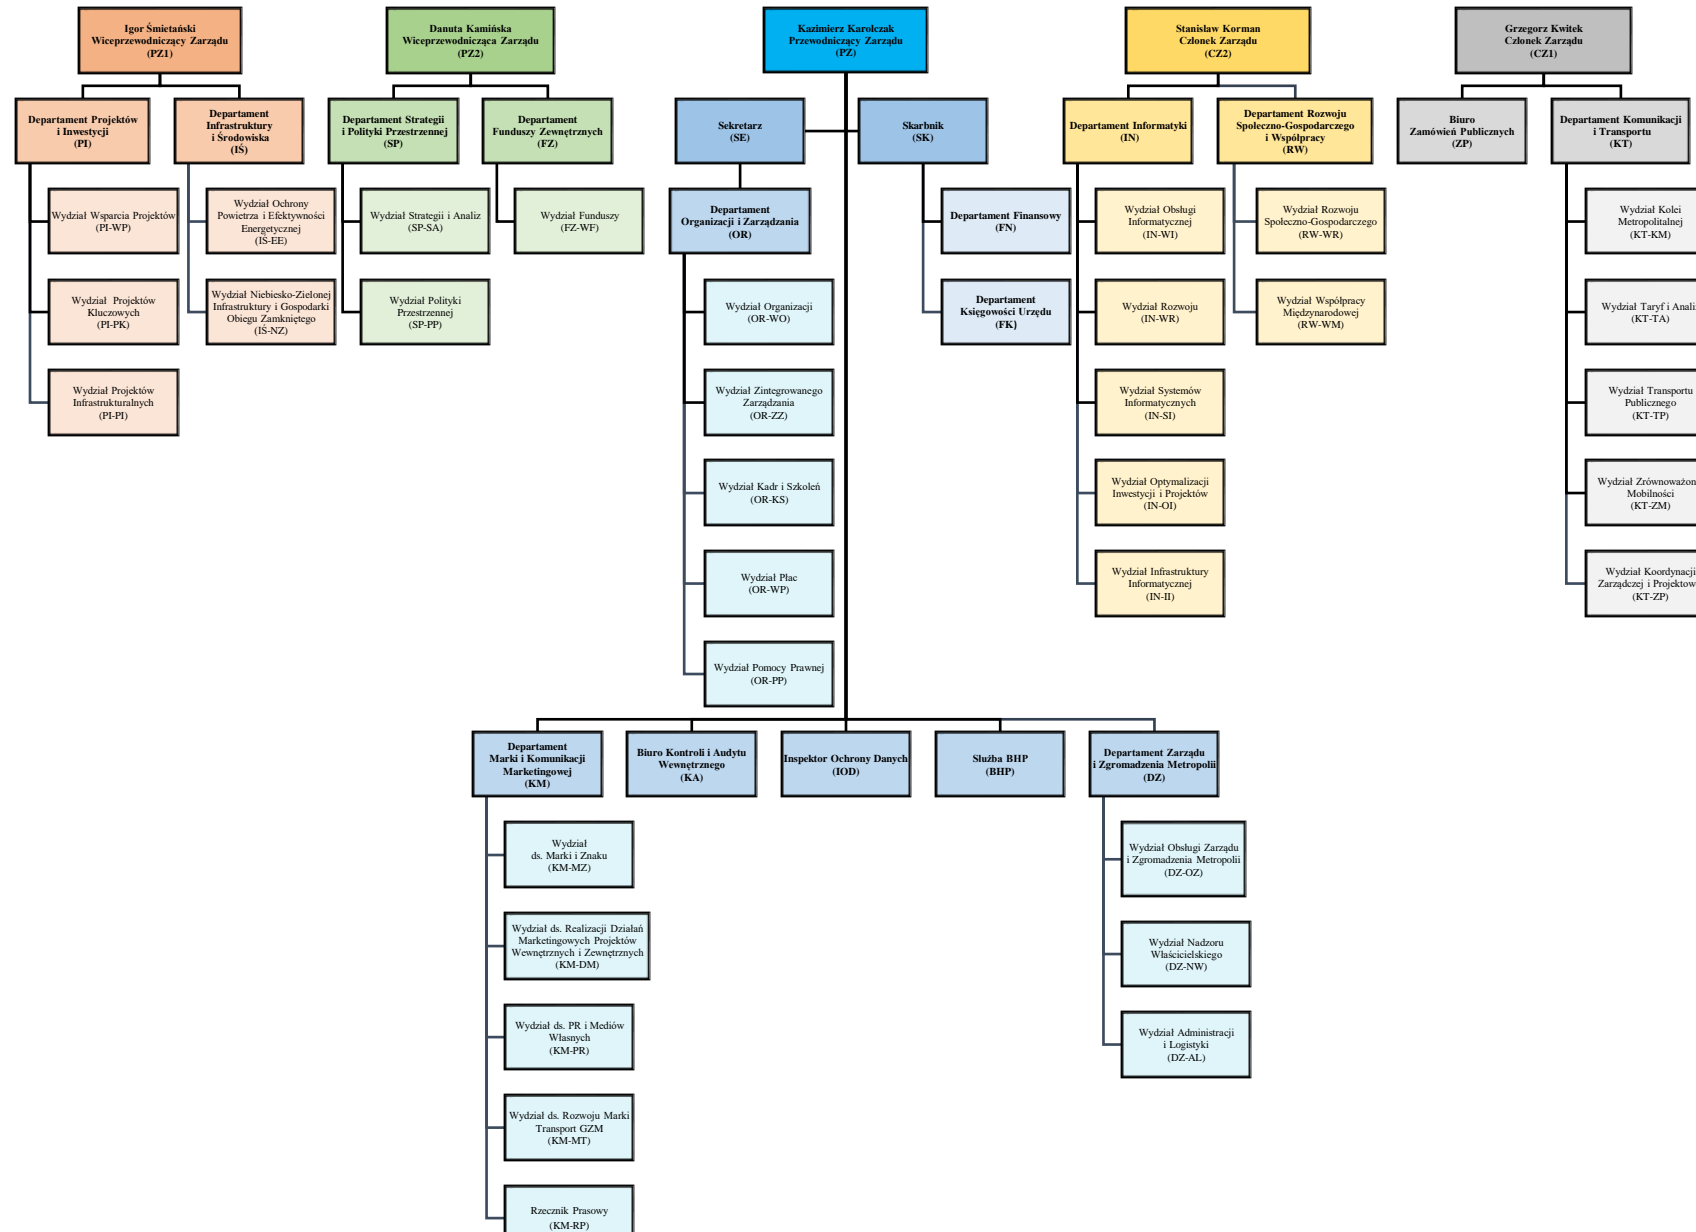 Igor Śmietański
Wiceprzewodniczący Zarządu
(PZ1)
Danuta Kamińska
Wiceprzewodnicząca Zarządu
(PZ2)
Kazimierz Karolczak
Przewodniczący Zarządu
(PZ)
Stanisław Korman
Członek Zarządu
(CZ2)
Grzegorz Kwitek
Członek Zarządu
(CZ1)
Departament Projektów
i Inwestycji
(PI)
Departament
Infrastruktury
i Środowiska
(IŚ)
Departament Strategii
i Polityki Przestrzennej
(SP)
Departament
Funduszy Zewnętrznych
(FZ)
Sekretarz
(SE)
Skarbnik
(SK)
Departament Informatyki
(IN)
Departament Rozwoju
Społeczno-Gospodarczego
i Współpracy
(RW)
Biuro
Zamówień Publicznych
(ZP)
Departament Komunikacji
i Transportu
(KT)
Wydział Wsparcia Projektów
(PI-WP)
Wydział Projektów
Kluczowych
(PI-PK)
Wydział Projektów
Infrastrukturalnych
(PI-PI)
Wydział Ochrony
Powietrza i Efektywności
Energetycznej
(IŚ-EE)
Wydział Niebiesko-Zielonej
Infrastruktury i Gospodarki
Obiegu Zamkniętego
(IŚ-NZ)
Wydział Strategii i Analiz
(SP-SA)
Wydział Polityki
Przestrzennej
(SP-PP)
Wydział Funduszy
(FZ-WF)
Departament
Organizacji i Zarządzania
(OR)
Wydział Organizacji
(OR-WO)
Wydział Zintegrowanego
Zarządzania
(OR-ZZ)
Wydział Kadr i Szkoleń
(OR-KS)
Wydział Płac
(OR-WP)
Wydział Pomocy Prawnej
(OR-PP)
Departament Finansowy
(FN)
Departament
Księgowości Urzędu
(FK)
Wydział Obsługi
Informatycznej
(IN-WI)
Wydział Rozwoju
(IN-WR)
Wydział Systemów
Informatycznych
(IN-SI)
Wydział Optymalizacji
Inwestycji i Projektów
(IN-OI)
Wydział Infrastruktury
Informatycznej
(IN-II)
Wydział Rozwoju
Społeczno-Gospodarczego
(RW-WR)
Wydział Współpracy
Międzynarodowej
(RW-WM)
Wydział Kolei
Metropolitalnej
(KT-KM)
Wydział Taryf i Anali
(KT-TA)
Wydział Transportu
Publicznego
(KT-TP)
Wydział Zrównoważon
Mobilności
(KT-ZM)
Wydział Koordynacji
Zarządczej i Projektow
(KT-ZP)
Departament
Marki i Komunikacji
Marketingowej
(KM)
Biuro Kontroli i Audytu
Wewnętrznego
(KA)
Inspektor Ochrony Danych
(IOD)
Służba BHP
(BHP)
Departament Zarządu
i Zgromadzenia Metropolii
(DZ)
Wydział
ds. Marki i Znaku
(KM-MZ)
Wydział ds. Realizacji Działań
Marketingowych Projektów
Wewnętrznych i Zewnętrznych
(KM-DM)
Wydział ds. PR i Mediów
Własnych
(KM-PR)
Wydział ds. Rozwoju Marki
Transport GZM
(KM-MT)
Rzecznik Prasowy
(KM-RP)
Wydział Obsługi Zarządu
i Zgromadzenia Metropolii
(DZ-OZ)
Wydział Nadzoru
Właścicielskiego
(DZ-NW)
Wydział Administracji
i Logistyki
(DZ-AL)